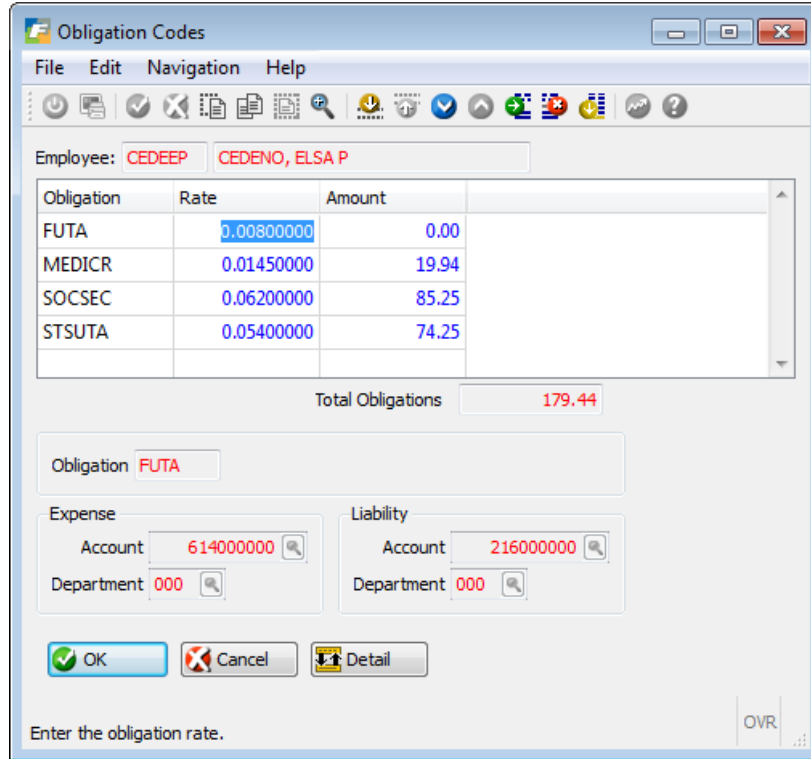 Obligation Codes
File Edit Navigation Help
Employee: CEDEEP CEDENO, ELSA P
Obligation Rate Amount
FUTA 0.00800000 0.00
MEDICR 0.01450000 19.94
SOCSEC 0.06200000 85.25
STSUTA 0.05400000 74.25
Total Obligations 179.44
Obligation FUTA
Expense Liability
Account 614000000 Account 216000000
Department 000 Department 000
OK Cancel Detail
Enter the obligation rate. OVR